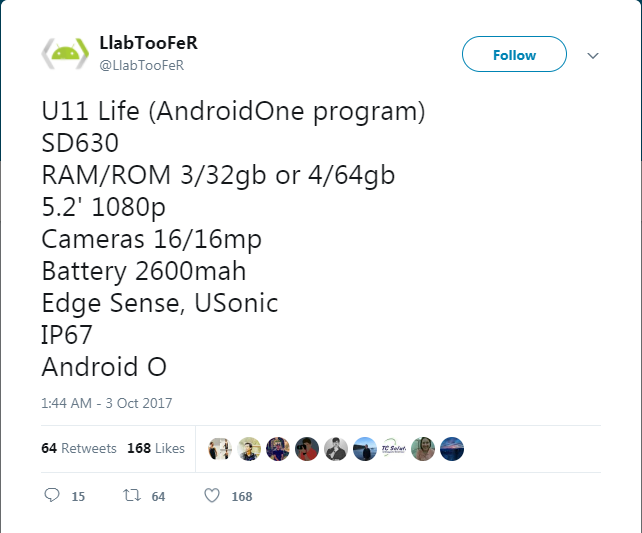 LlabTooFeR
@LlabTooFeR
Follow
U11 Life (AndroidOne program)
SD630
RAM/ROM 3/32gb or 4/64gb
5.2' 1080p
Cameras 16/16mp
Battery 2600mah
Edge Sense, USonic
IP67
Android O
1:44 AM - 3 Oct 2017
64 Retweets 168 Likes
TC Solut.
15 64 168